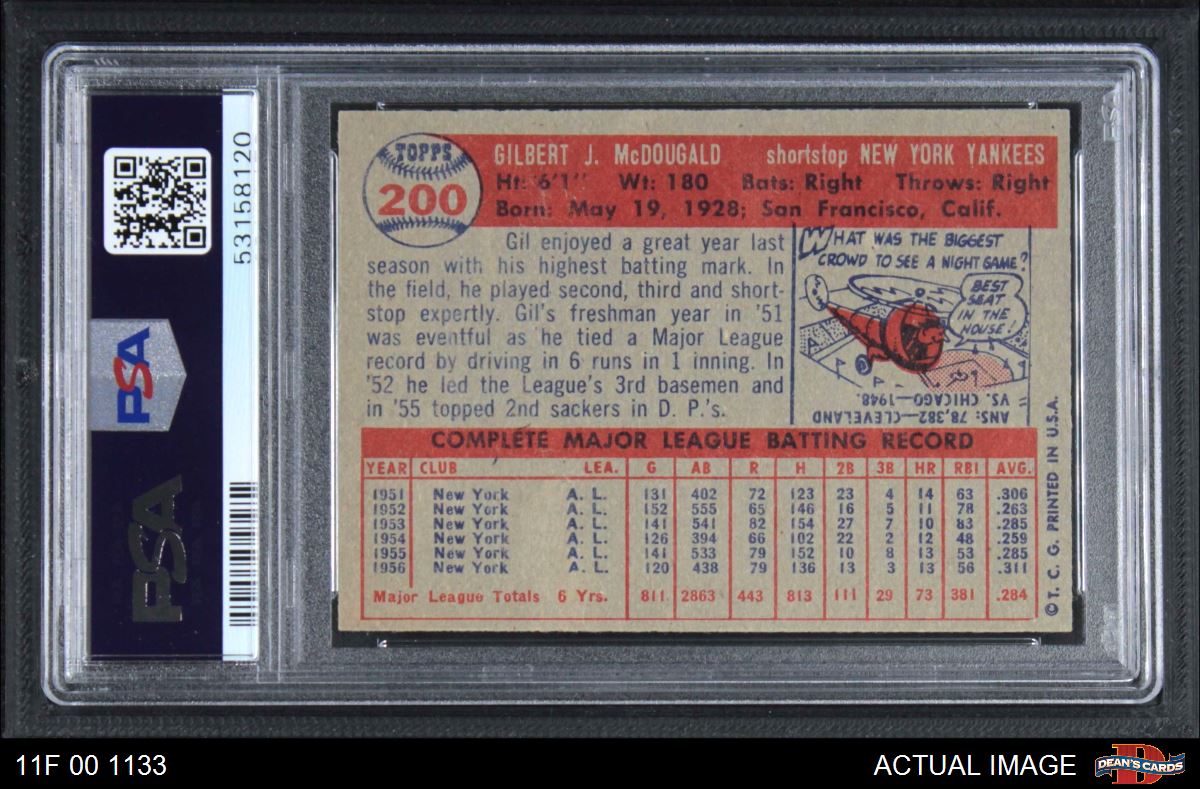 PSA
53158120
PSA
TOPPS
200
GILBERT J. McDOUGALD shortstop NEW YORK YANKEES
Ht: 6'1" Wt: 180 Bats: Right Throws: Right
Born: May 19, 1928; San Francisco, Calif.
Gil enjoyed a great year last
season with his highest batting mark. In
the field, he played second, third and short-
stop expertly. Gil's freshman year in '51
was eventful as he tied a Major League
record by driving in 6 runs in 1 inning. In
'52 he led the League's 3rd basemen and
in '55 topped 2nd sackers in D. P.'s.
WHAT WAS THE BIGGEST
CROWD TO SEE A NIGHT GAME?
BEST
SEAT
IN THE
HOUSE!
ANS: 78,382—CLEVELAND
VS. CHICAGO—1948.
COMPLETE MAJOR LEAGUE BATTING RECORD
YEAR CLUB LEA. G AB R H 2B 3B HR RBI AVG.
1951 New York A. L. 131 402 72 123 23 4 14 63 .306
1952 New York A. L. 152 555 65 146 16 5 11 78 .263
1953 New York A. L. 141 541 82 154 27 7 10 83 .285
1954 New York A. L. 126 394 66 102 22 2 12 48 .259
1955 New York A. L. 141 533 79 152 10 8 13 53 .285
1956 New York A. L. 120 438 79 136 13 3 13 56 .311
Major League Totals 6 Yrs. 811 2863 443 813 111 29 73 381 .284
© T. C. G. PRINTED IN U.S.A.
11F 00 1133
ACTUAL IMAGE
DEAN'S CARDS